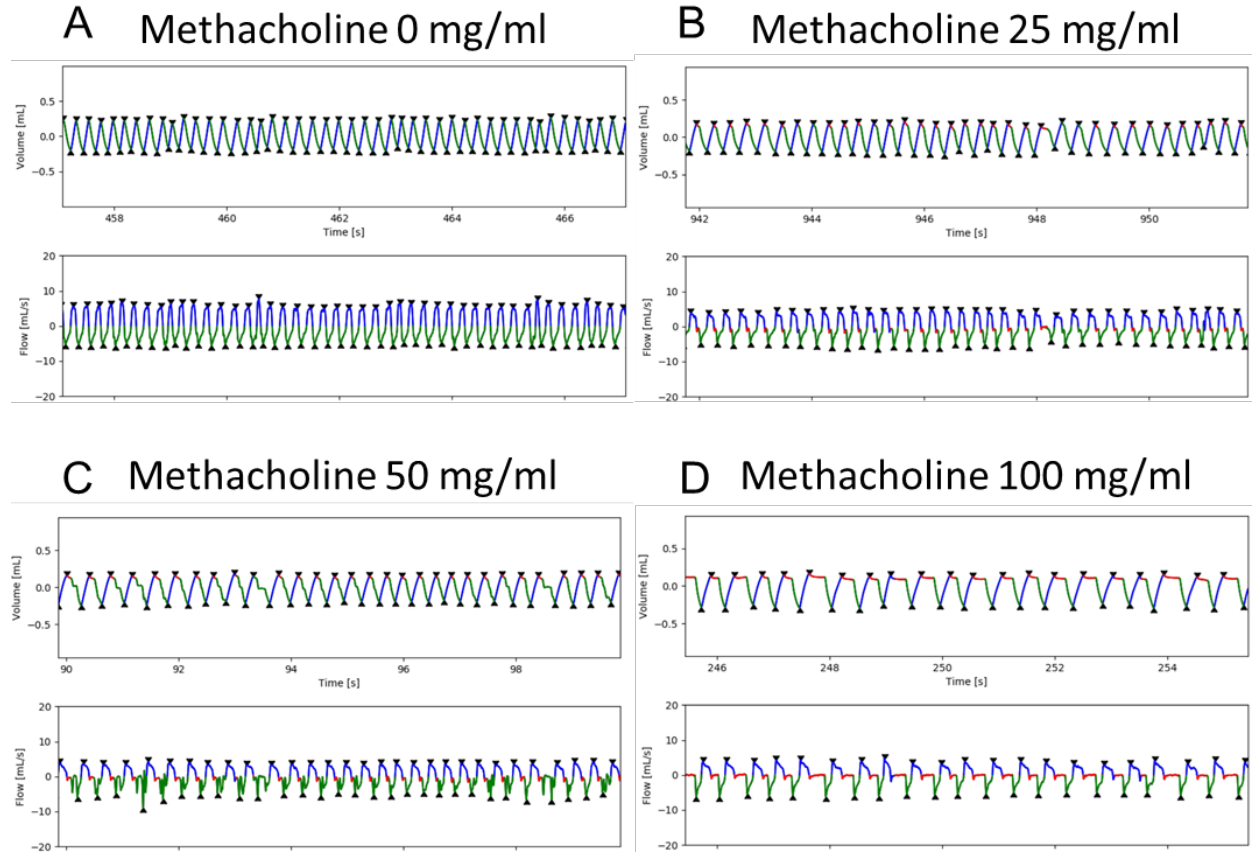 A Methacholine 0 mg/ml
Volume [mL]
0.5
0.0
−0.5
458 460 462 464 466
Time [s]
Flow [mL/s]
20
10
0
−10
−20
B Methacholine 25 mg/ml
Volume [mL]
0.5
0.0
−0.5
942 944 946 948 950
Time [s]
Flow [mL/s]
20
10
0
−10
−20
C Methacholine 50 mg/ml
Volume [mL]
0.5
0.0
−0.5
90 92 94 96 98
Time [s]
Flow [mL/s]
20
10
0
−10
−20
D Methacholine 100 mg/ml
Volume [mL]
0.5
0.0
−0.5
246 248 250 252 254
Time [s]
Flow [mL/s]
20
10
0
−10
−20